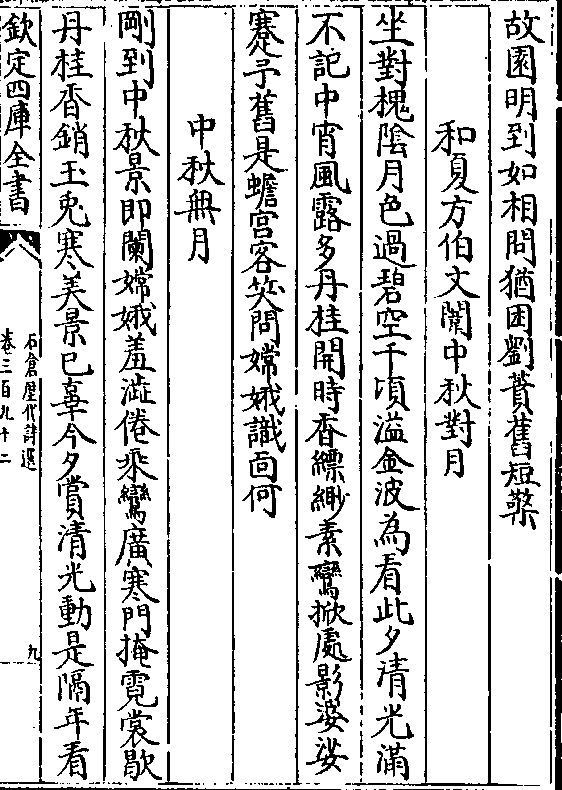 故園明到如相問猶困劉蕡舊短檠
和夏方伯文闈中秋對月
坐對槐陰月色過碧空千頃溢金波為看此夕清光滿
不記中宵風露多丹桂開時香縹緲素鸞掀處影婆娑
蹇予舊是蟾宫客笑問嫦娥識靣何
中秋無月
剛到中秋景即闌嫦娥羞澁倦乘鸞廣寒門掩霓裳歇
丹桂香銷玉兎寒美景已辜今夕賞清光動是隔年看
欽定四庫全書
石倉歴代詩選
卷三百九十二
九